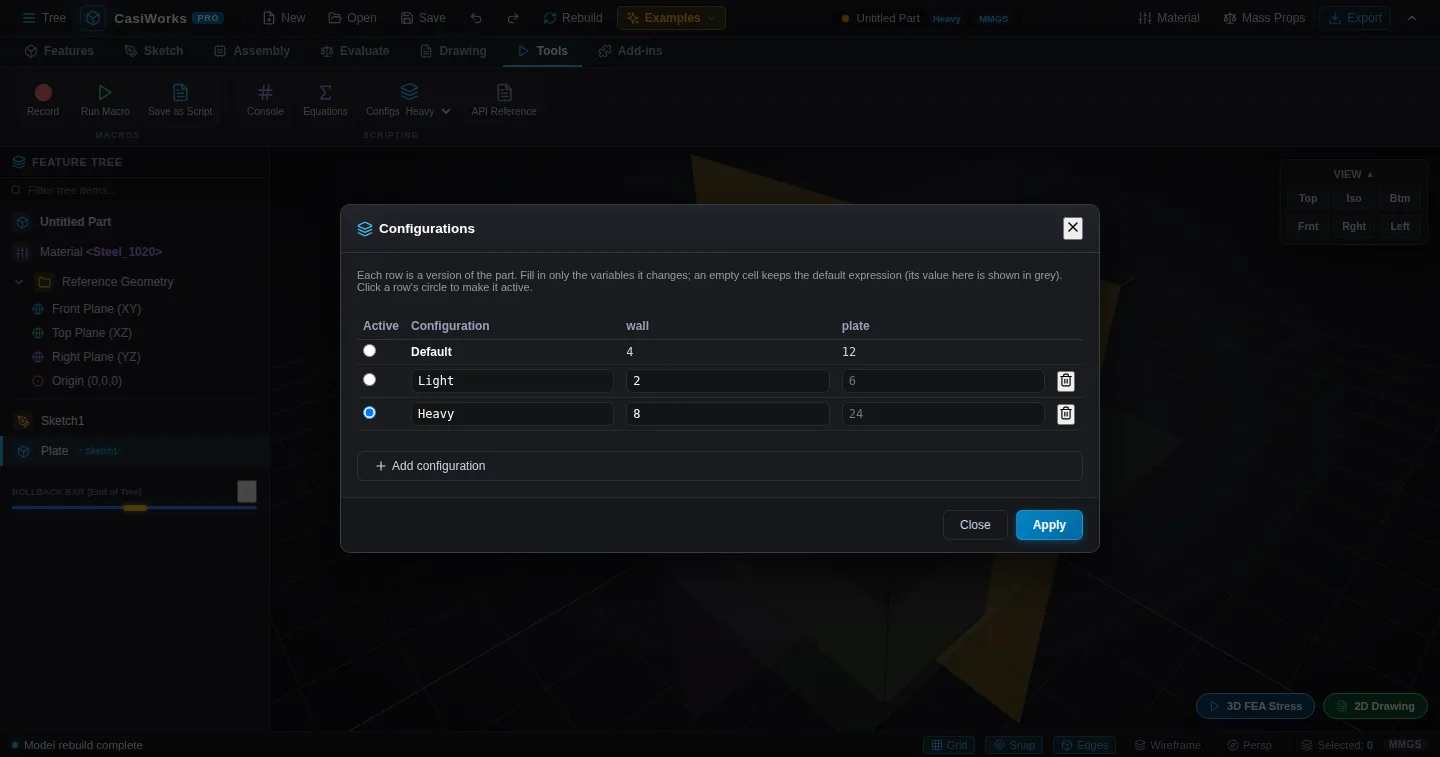 Tree
CasiWorks PRO
New
Open
Save
Rebuild
Examples
Untitled Part Heavy MMGS
Material
Mass Props
Export
Features
Sketch
Assembly
Evaluate
Drawing
Tools
Add-ins
Record
Run Macro
Save as Script
Console
Equations
Configs Heavy
API Reference
MACROS
SCRIPTING
FEATURE TREE
Filter tree items...
Untitled Part
Material <Steel_1020>
Reference Geometry
Front Plane (XY)
Top Plane (XZ)
Right Plane (YZ)
Origin (0,0,0)
Sketch1
Plate ↑ Sketch1
ROLLBACK BAR [End of Tree]
VIEW ▲
Top Iso Btm
Frnt Rght Left
Configurations
Each row is a version of the part. Fill in only the variables it changes; an empty cell keeps the default expression (its value here is shown in grey).
Click a row's circle to make it active.
Active Configuration wall plate
Default 4 12
Light 2 6
Heavy 8 24
Add configuration
Close
Apply
3D FEA Stress
2D Drawing
Model rebuild complete
Grid
Snap
Edges
Wireframe
Persp
Selected: 0
MMGS